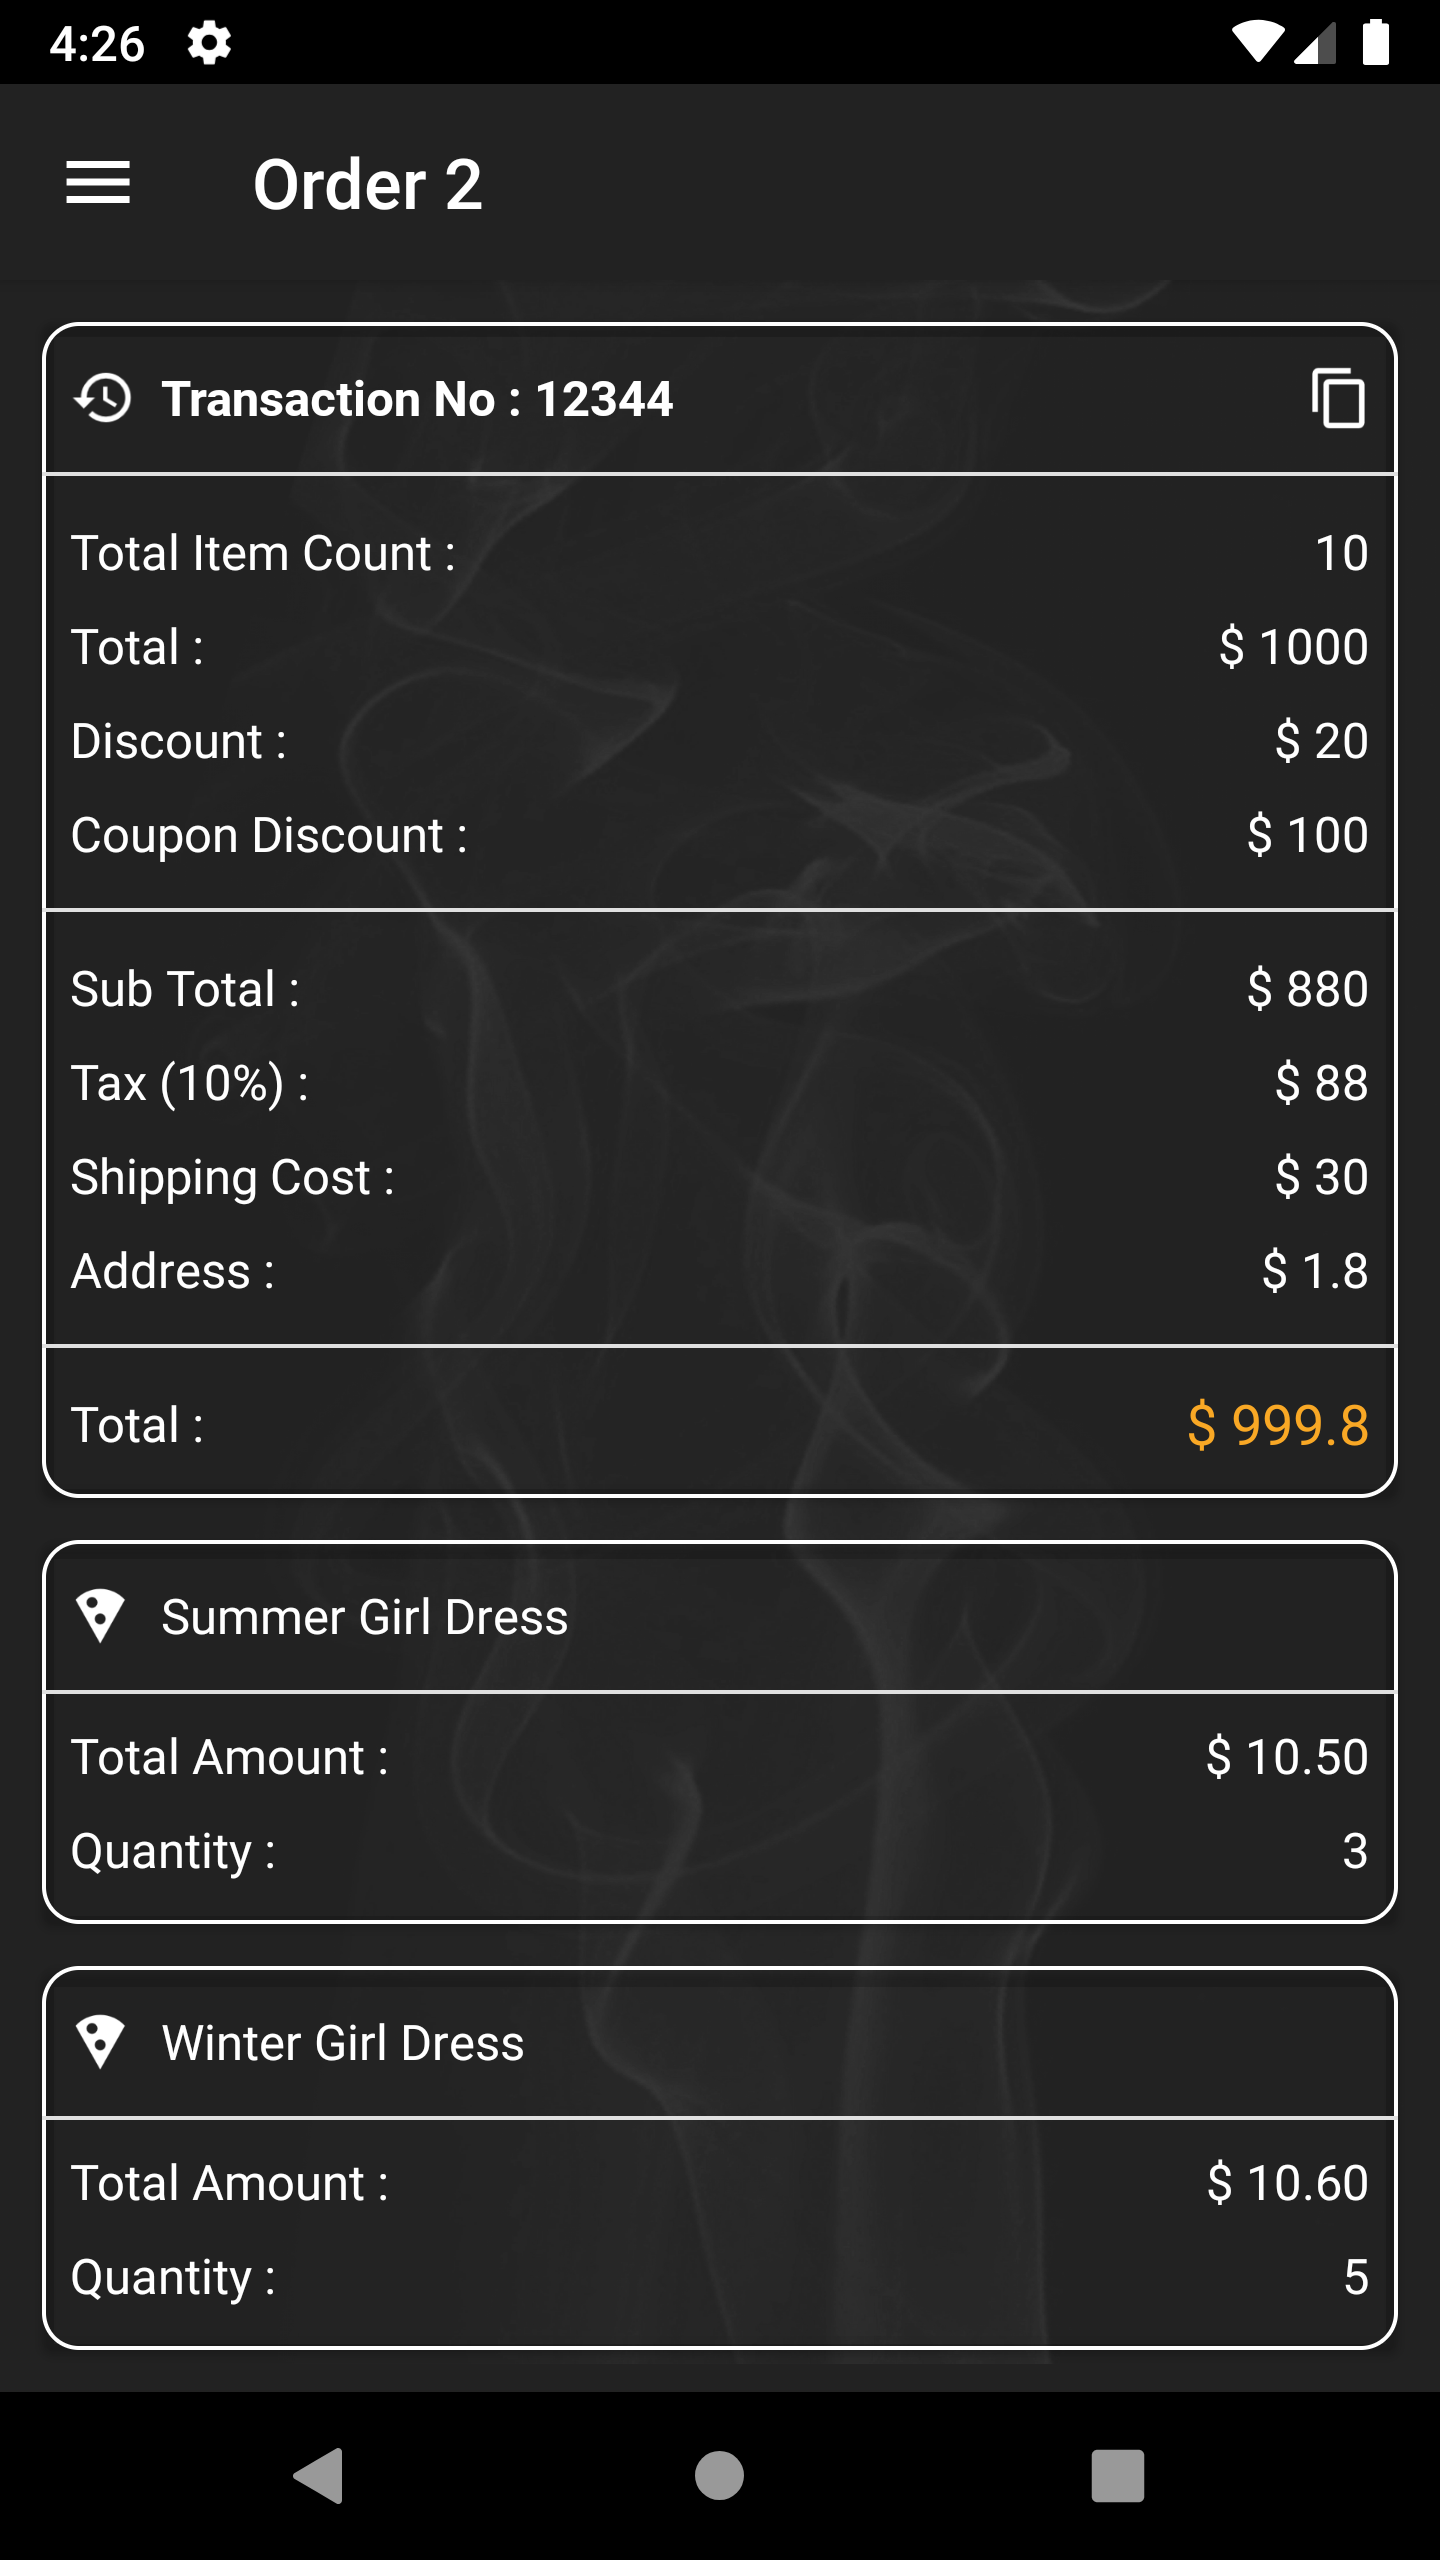 4:26
Order 2
Transaction No : 12344
Total Item Count : 10
Total : $ 1000
Discount : $ 20
Coupon Discount : $ 100
Sub Total : $ 880
Tax (10%) : $ 88
Shipping Cost : $ 30
Address : $ 1.8
Total : $ 999.8
Summer Girl Dress
Total Amount : $ 10.50
Quantity : 3
Winter Girl Dress
Total Amount : $ 10.60
Quantity : 5